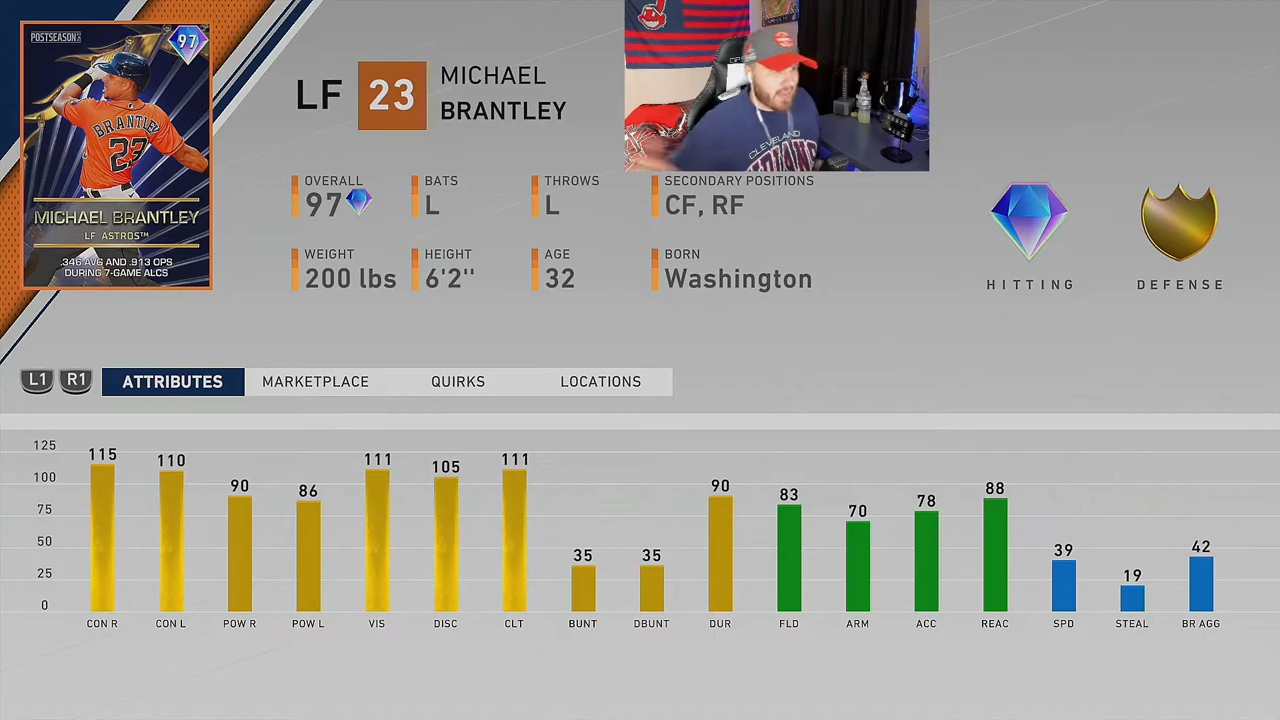 POSTSEASON
97
BRANTLEY
23
MICHAEL BRANTLEY
LF ASTROS™
.346 AVG AND .913 OPS
DURING 7-GAME ALCS
LF 23 MICHAEL
BRANTLEY
CLEVELAND
OVERALL BATS THROWS SECONDARY POSITIONS
97 L L CF, RF
WEIGHT HEIGHT AGE BORN
200 lbs 6'2'' 32 Washington
HITTING DEFENSE
L1 R1 ATTRIBUTES MARKETPLACE QUIRKS LOCATIONS
125
100
75
50
25
0
115 110 90 86 111 105 111 35 35 90 83 70 78 88 39 19 42
CON R CON L POW R POW L VIS DISC CLT BUNT DBUNT DUR FLD ARM ACC REAC SPD STEAL BR AGG